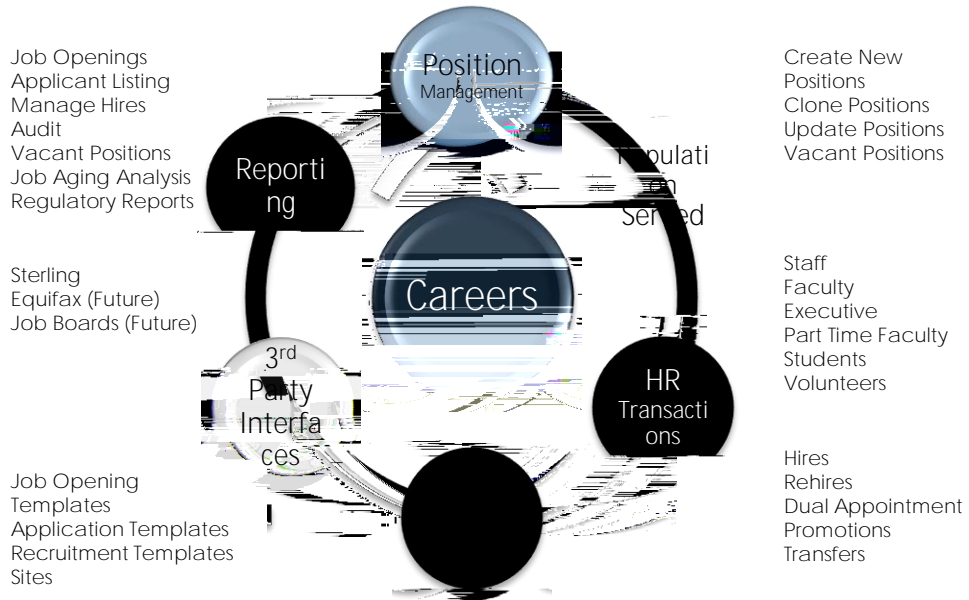 Job Openings
Applicant Listing
Manage Hires
Audit
Vacant Positions
Job Aging Analysis
Regulatory Reports
Sterling
Equifax (Future)
Job Boards (Future)
Job Opening
Templates
Application Templates
Recruitment Templates
Sites
Position
Management
Reporti
ng
Populati
on
Served
Careers
3rd
Party
Interfa
ces
HR
Transacti
ons
Create New
Positions
Clone Positions
Update Positions
Vacant Positions
Staff
Faculty
Executive
Part Time Faculty
Students
Volunteers
Hires
Rehires
Dual Appointment
Promotions
Transfers